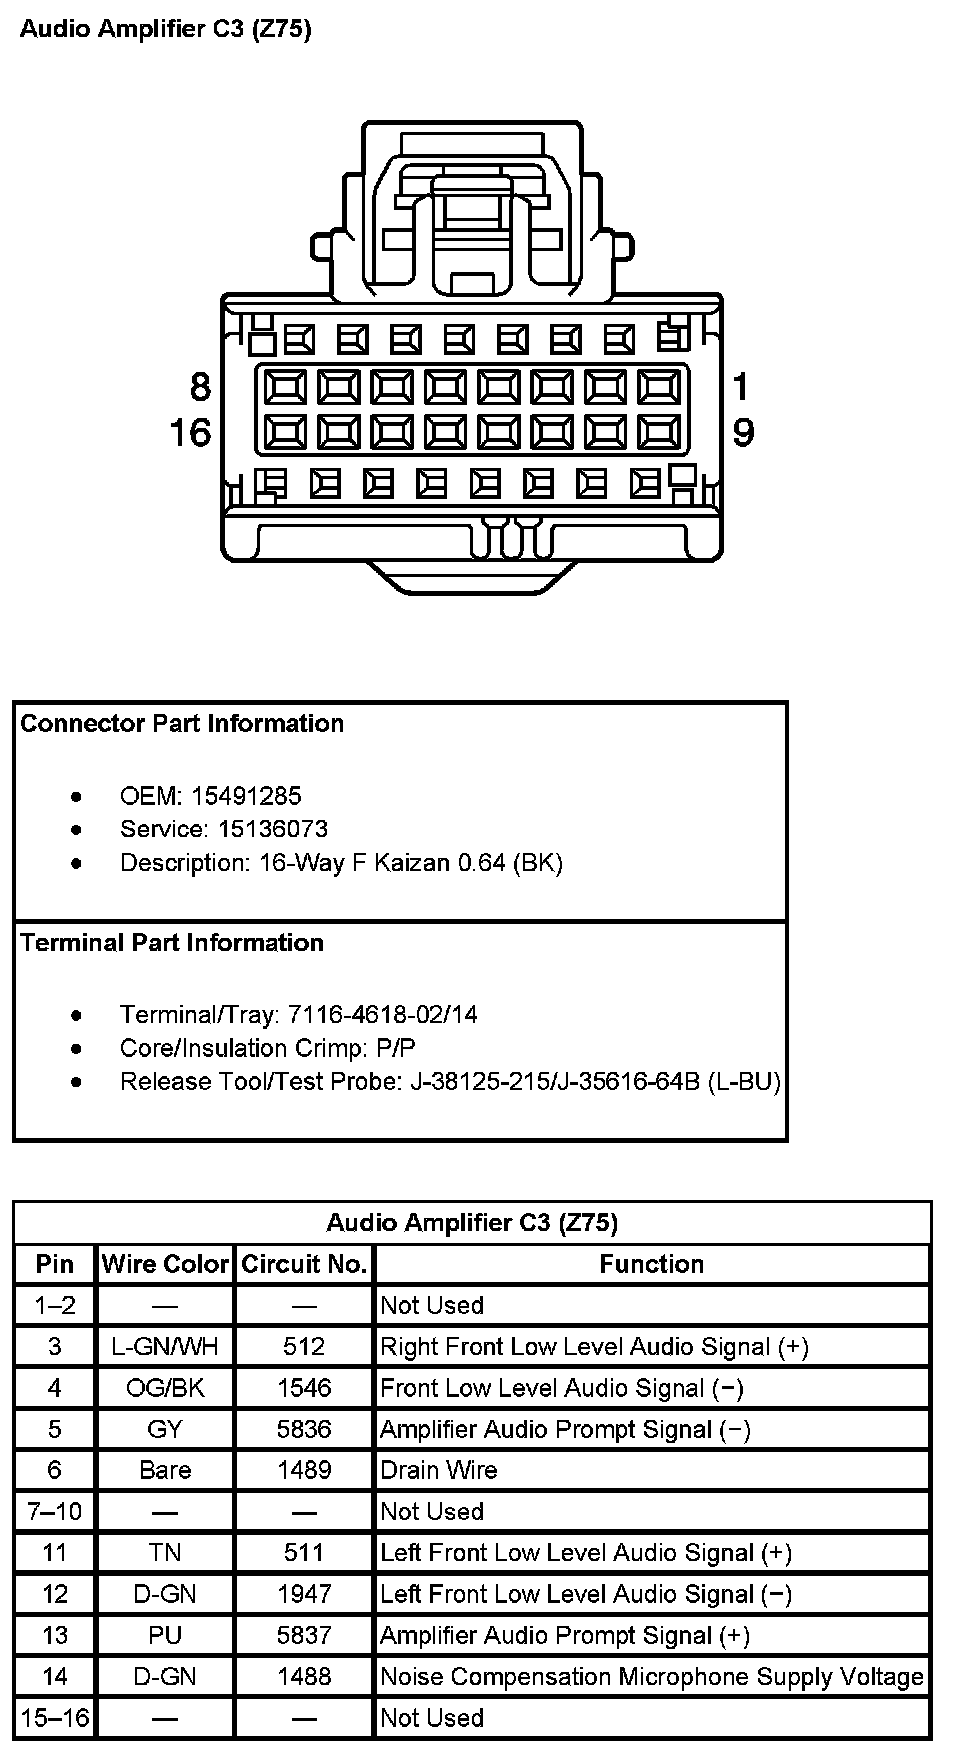 Audio Amplifier C3 (Z75)
8 1
16 9
Connector Part Information
• OEM: 15491285
• Service: 15136073
• Description: 16-Way F Kaizan 0.64 (BK)
Terminal Part Information
• Terminal/Tray: 7116-4618-02/14
• Core/Insulation Crimp: P/P
• Release Tool/Test Probe: J-38125-215/J-35616-64B (L-BU)
Audio Amplifier C3 (Z75)
Pin Wire Color Circuit No. Function
1–2 — — Not Used
3 L-GN/WH 512 Right Front Low Level Audio Signal (+)
4 OG/BK 1546 Front Low Level Audio Signal (−)
5 GY 5836 Amplifier Audio Prompt Signal (−)
6 Bare 1489 Drain Wire
7–10 — — Not Used
11 TN 511 Left Front Low Level Audio Signal (+)
12 D-GN 1947 Left Front Low Level Audio Signal (−)
13 PU 5837 Amplifier Audio Prompt Signal (+)
14 D-GN 1488 Noise Compensation Microphone Supply Voltage
15–16 — — Not Used